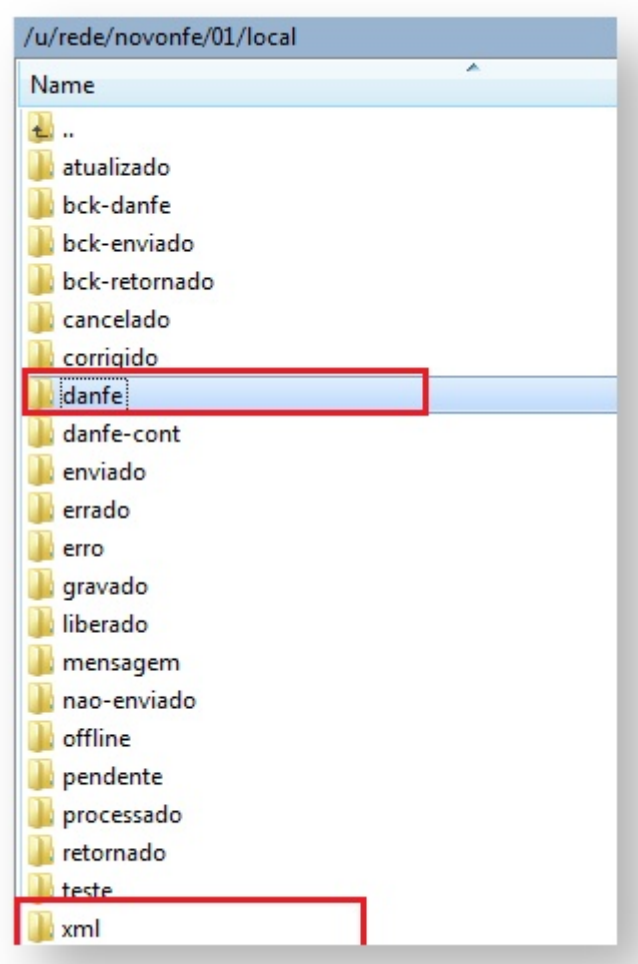 /u/rede/novonfe/01/local
Name
..
atualizado
bck-danfe
bck-enviado
bck-retornado
cancelado
corrigido
danfe
danfe-cont
enviado
errado
erro
gravado
liberado
mensagem
nao-enviado
offline
pendente
processado
retornado
teste
xml